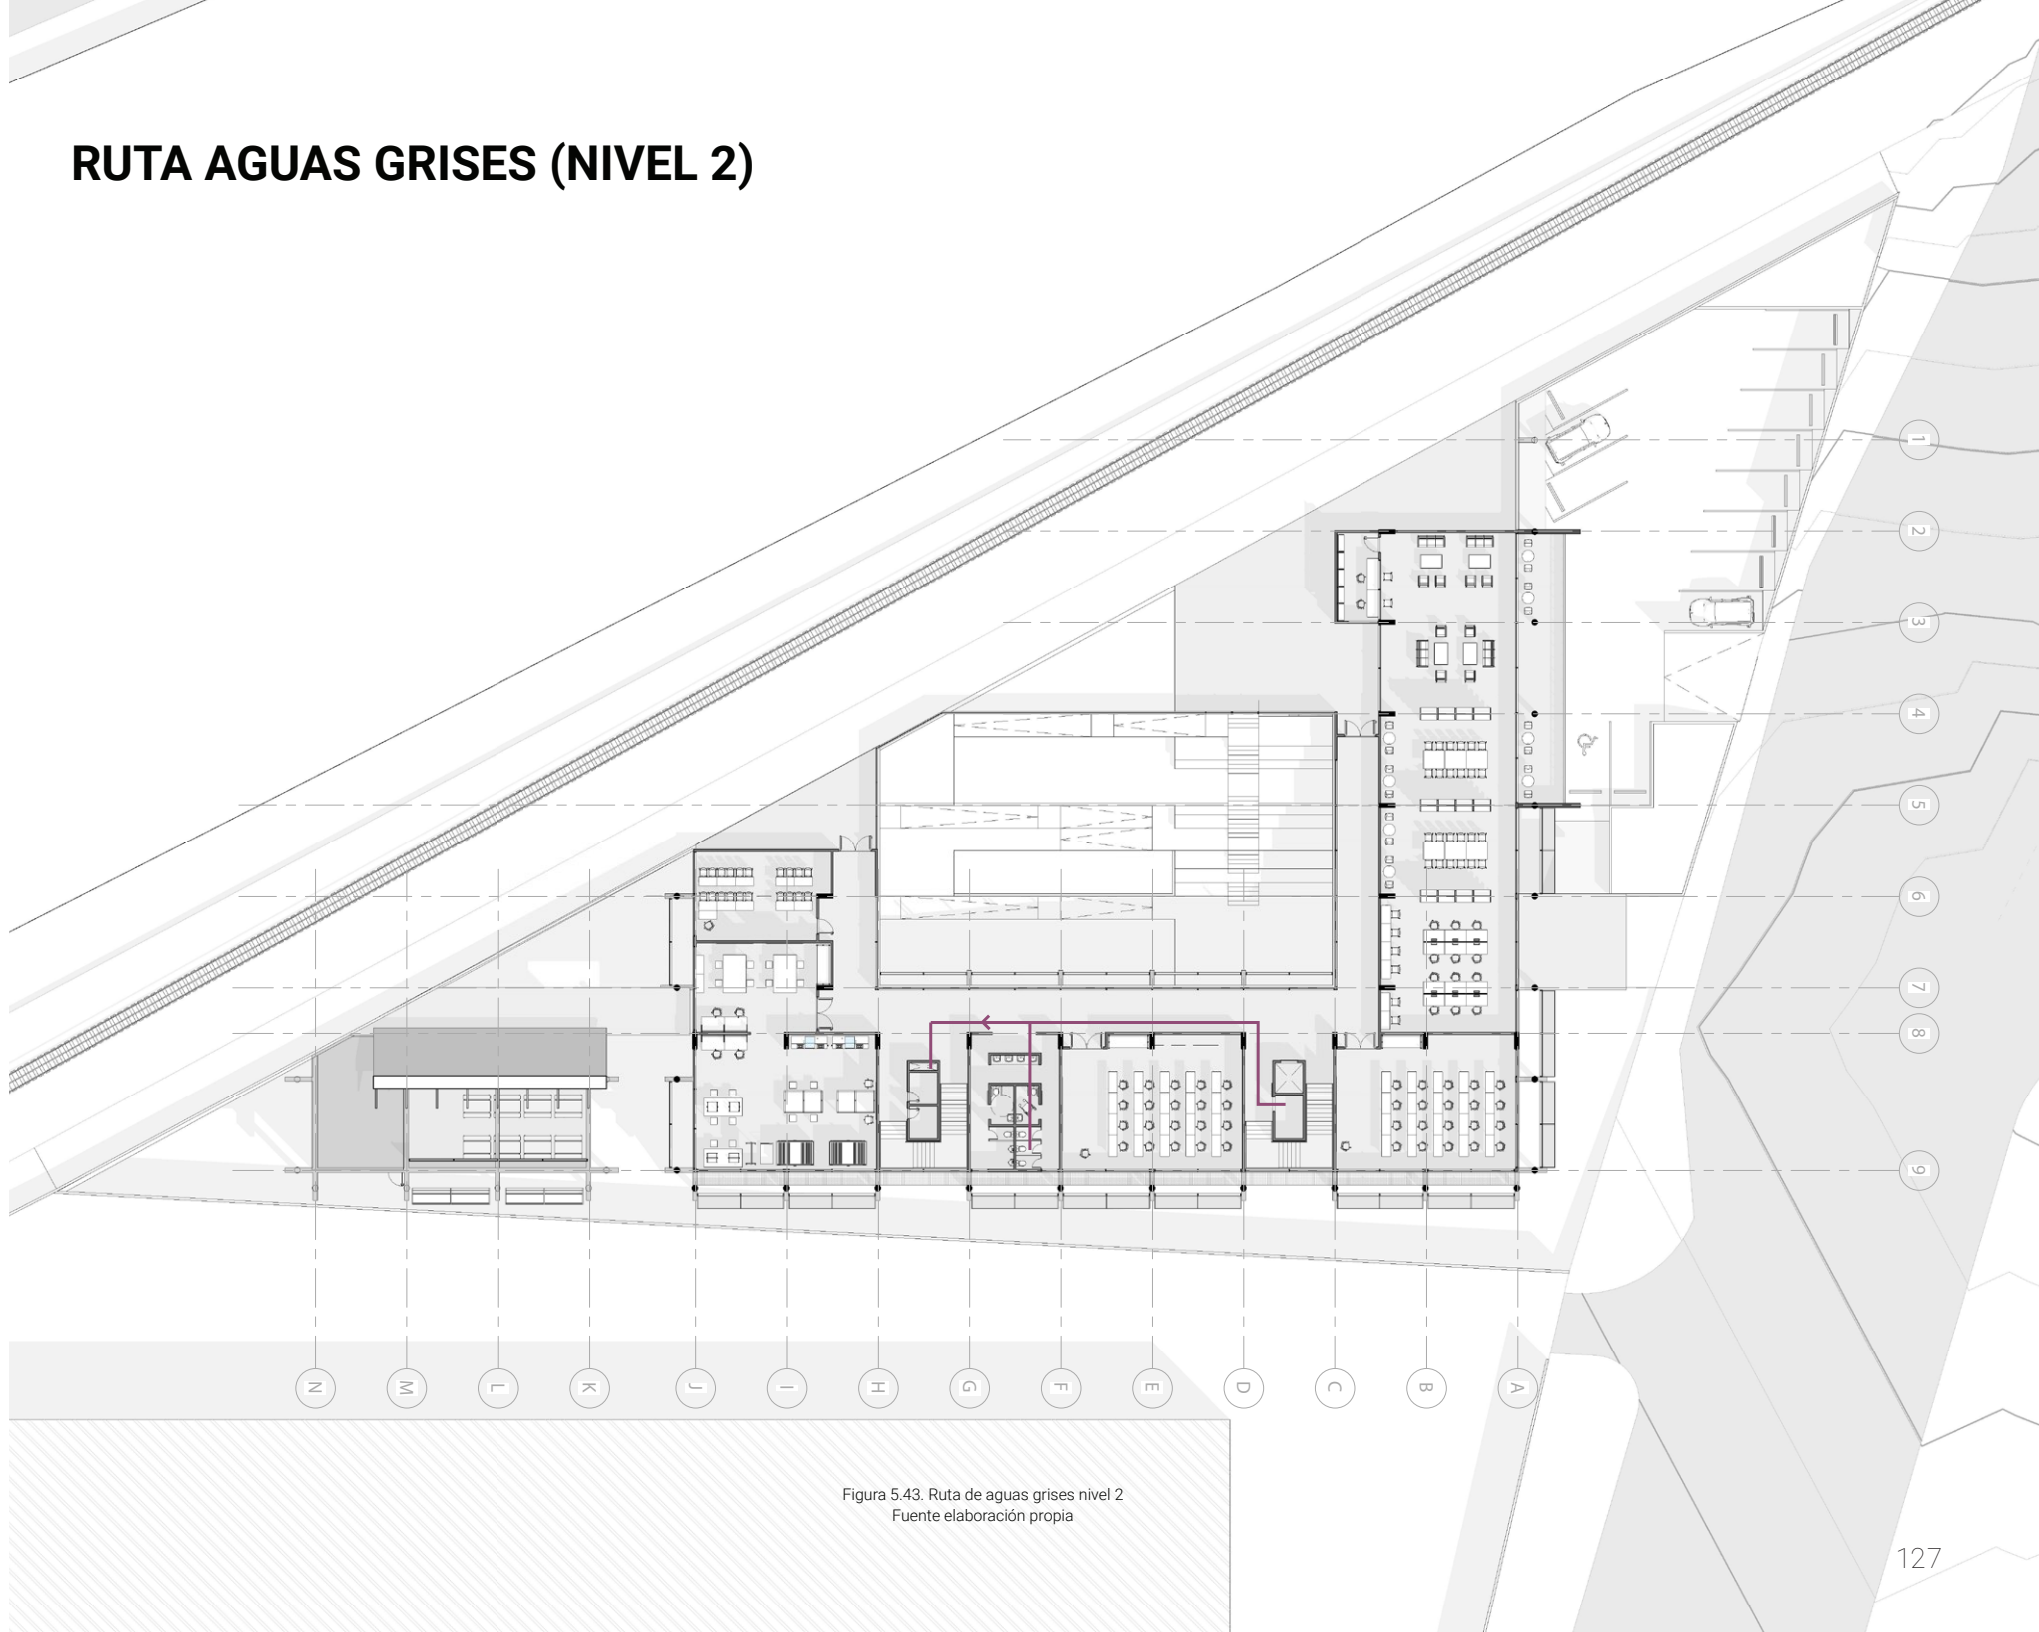 RUTA AGUAS GRISES (NIVEL 2)
1
2
3
4
5
6
7
8
9
N
M
L
K
J
I
H
G
F
E
D
C
B
A
Figura 5.43. Ruta de aguas grises nivel 2
Fuente elaboración propia
127